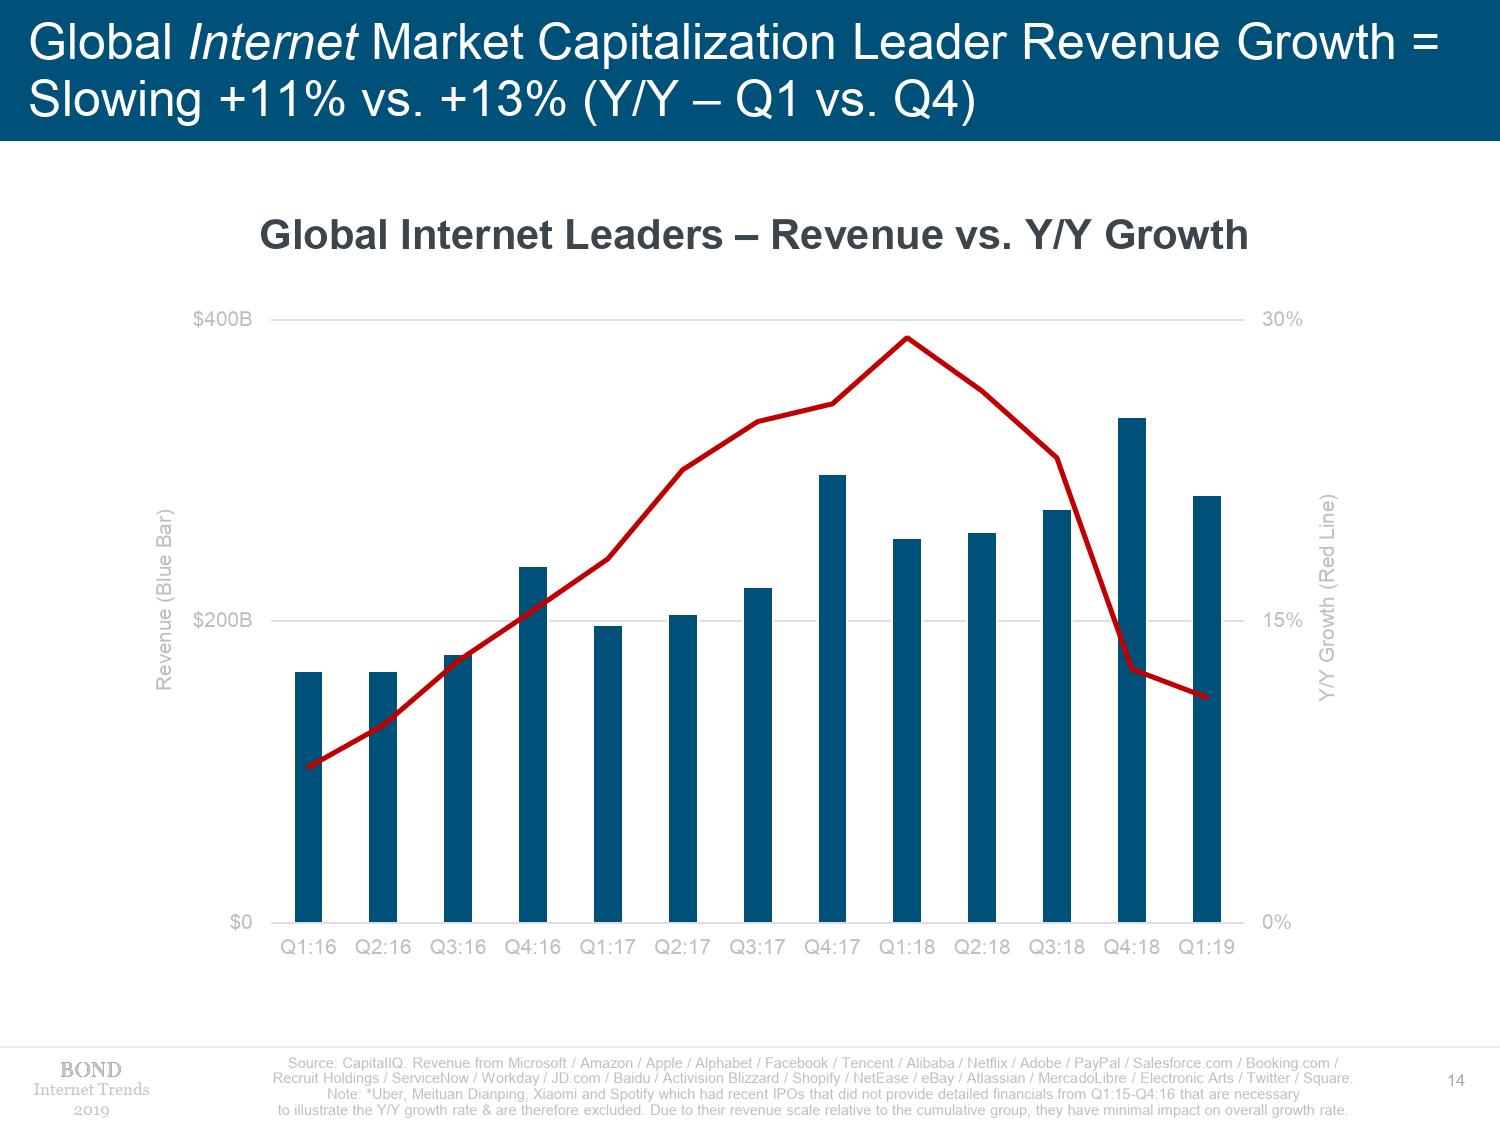 Global Internet Market Capitalization Leader Revenue Growth =
Slowing +11% vs. +13% (Y/Y – Q1 vs. Q4)
Global Internet Leaders – Revenue vs. Y/Y Growth
$400B
30%
Revenue (Blue Bar)
$200B
15%
Y/Y Growth (Red Line)
$0
0%
Q1:16 Q2:16 Q3:16 Q4:16 Q1:17 Q2:17 Q3:17 Q4:17 Q1:18 Q2:18 Q3:18 Q4:18 Q1:19
BOND
Internet Trends
2019
Source: CapitalIQ. Revenue from Microsoft / Amazon / Apple / Alphabet / Facebook / Tencent / Alibaba / Netflix / Adobe / PayPal / Salesforce.com / Booking.com /
Recruit Holdings / ServiceNow / Workday / JD.com / Baidu / Activision Blizzard / Shopify / NetEase / eBay / Atlassian / MercadoLibre / Electronic Arts / Twitter / Square.
Note: *Uber, Meituan Dianping, Xiaomi and Spotify which had recent IPOs that did not provide detailed financials from Q1:15-Q4:16 that are necessary
to illustrate the Y/Y growth rate & are therefore excluded. Due to their revenue scale relative to the cumulative group, they have minimal impact on overall growth rate.
14